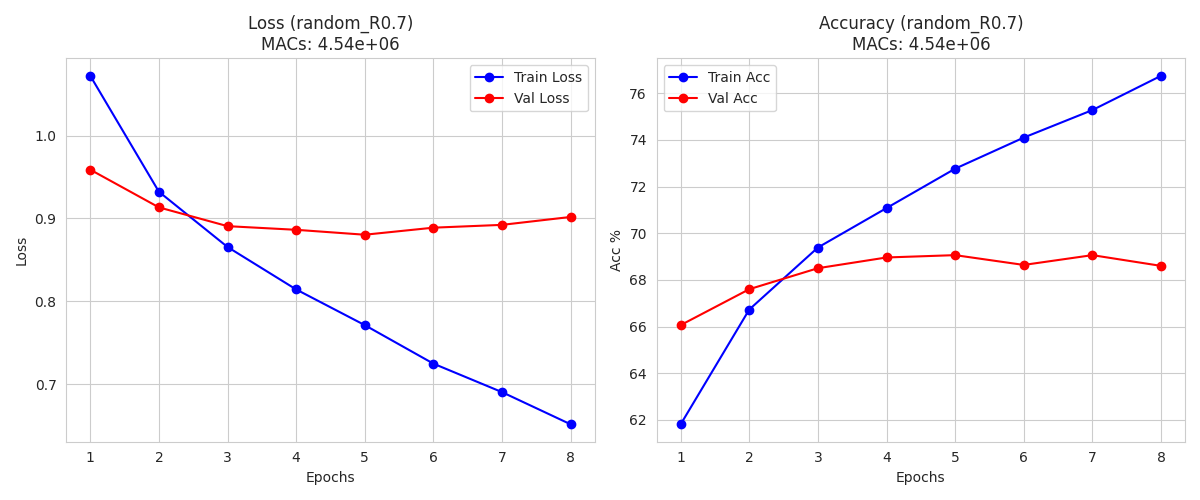 Loss (random_R0.7)
MACs: 4.54e+06
Train Loss
Val Loss
Loss
1.0
0.9
0.8
0.7
1 2 3 4 5 6 7 8
Epochs
Accuracy (random_R0.7)
MACs: 4.54e+06
Train Acc
Val Acc
Acc %
76
74
72
70
68
66
64
62
1 2 3 4 5 6 7 8
Epochs